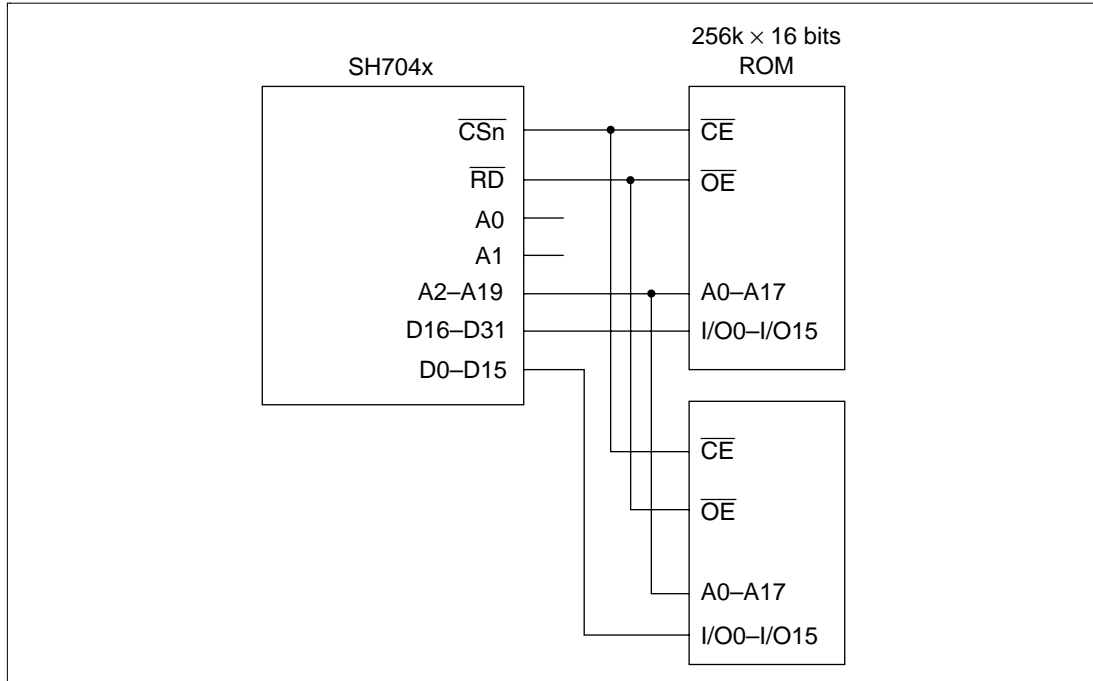 256k × 16 bits
SH704x
ROM
CSn
CE
RD
OE
A0
A1
A2–A19
A0–A17
D16–D31
I/O0–I/O15
D0–D15
CE
OE
A0–A17
I/O0–I/O15